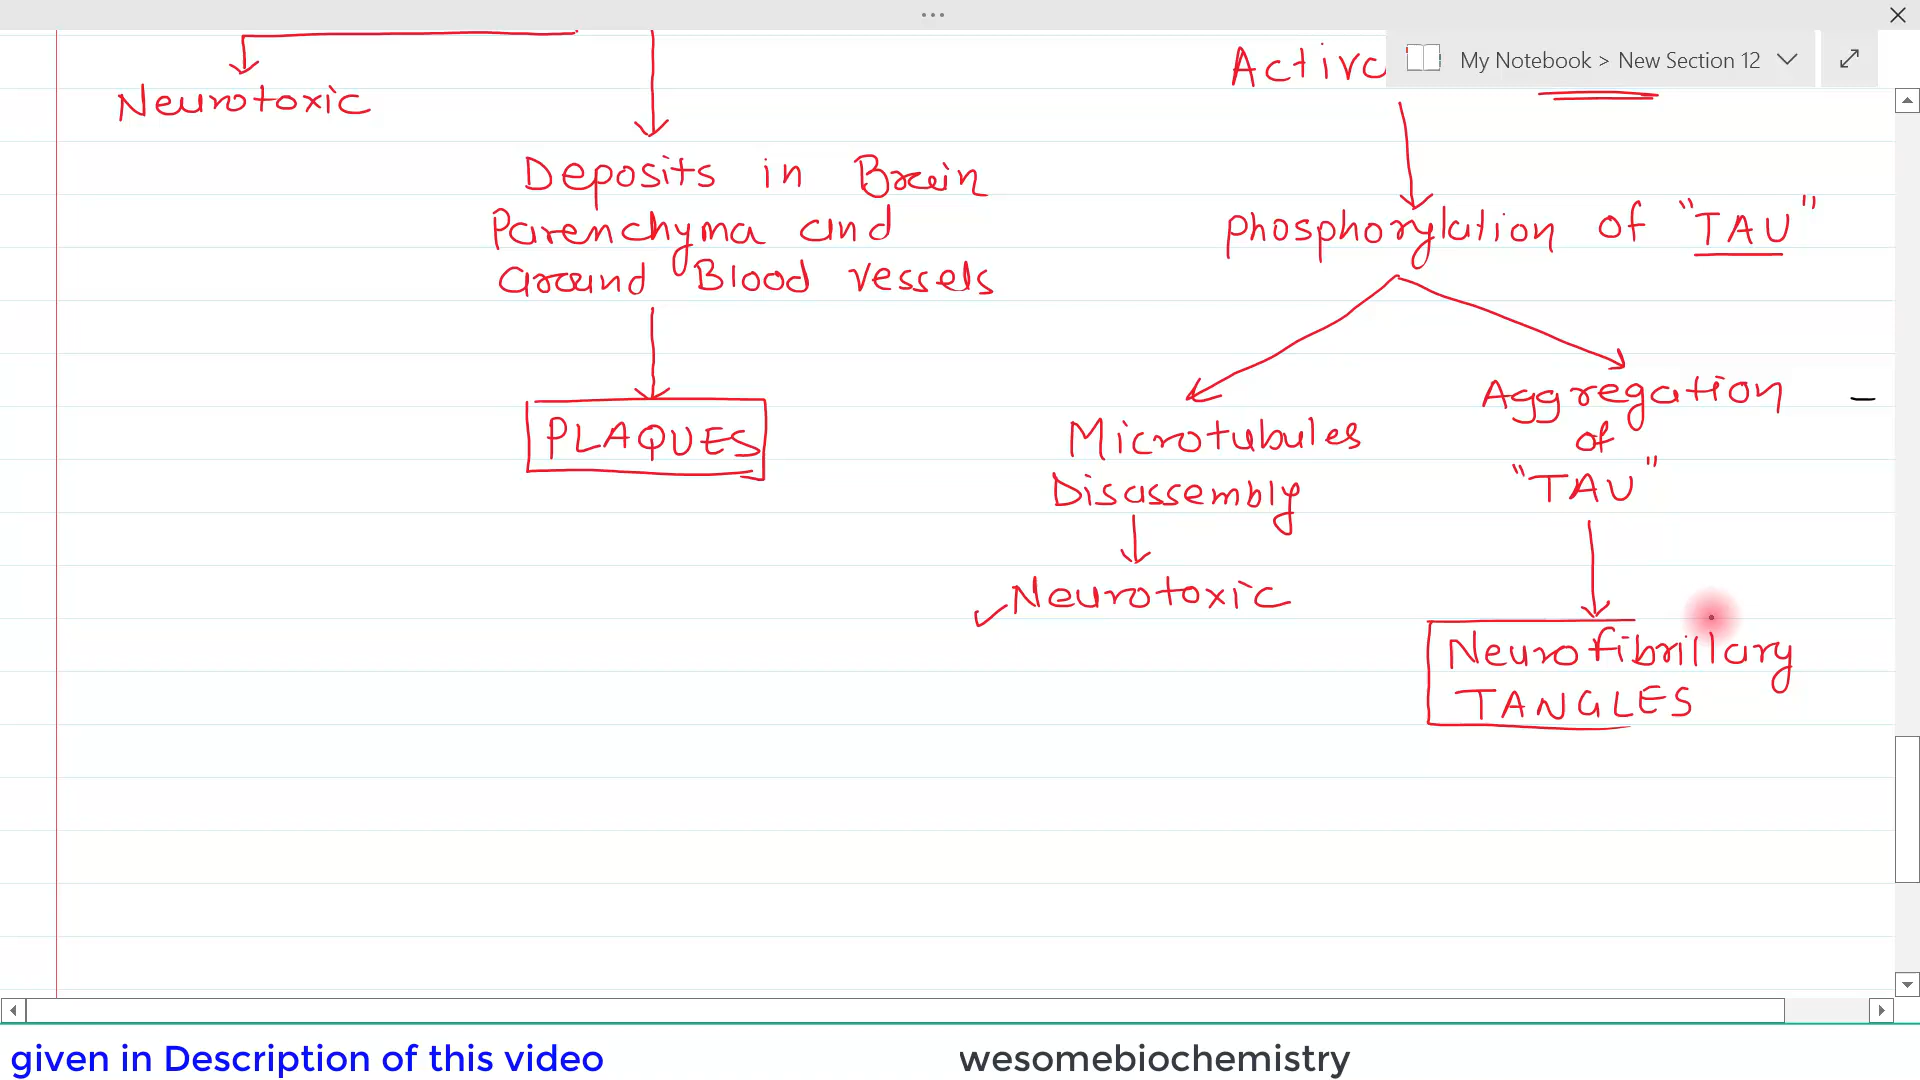 My Notebook > New Section 12
Neurotoxic
Deposits in Brain
Parenchyma and
around Blood vessels
PLAQUES
Phosphorylation of "TAU"
Microtubules
Disassembly
Neurotoxic
Aggregation
of
"TAU"
Neurofibrillary
TANGLES
given in Description of this video
wesomebiochemistry